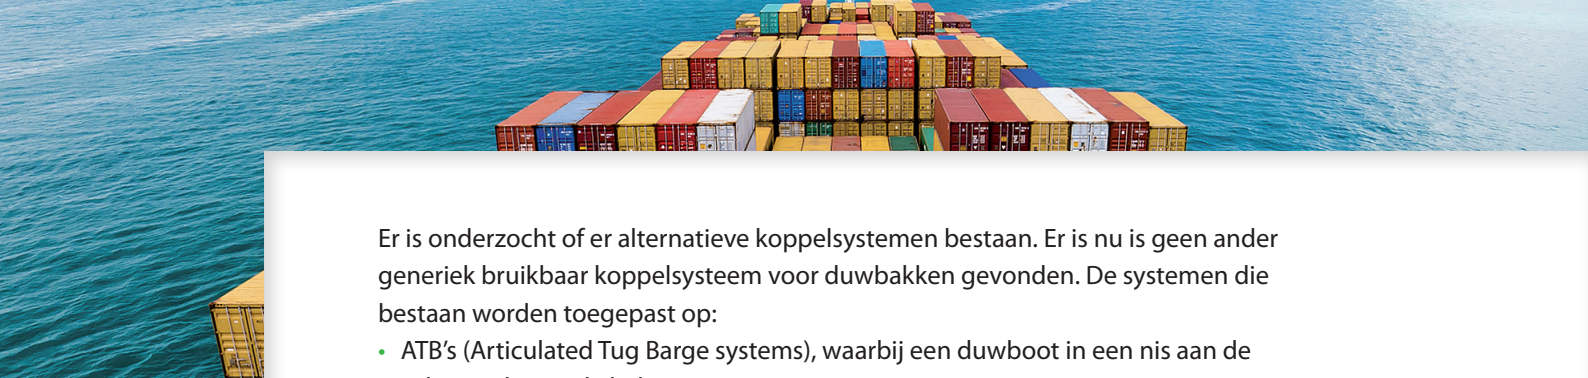 Er is onderzocht of er alternatieve koppelsystemen bestaan. Er is nu is geen ander
generiek bruikbaar koppelsysteem voor duwbakken gevonden. De systemen die
bestaan worden toegepast op:
• ATB’s (Articulated Tug Barge systems), waarbij een duwboot in een nis aan de